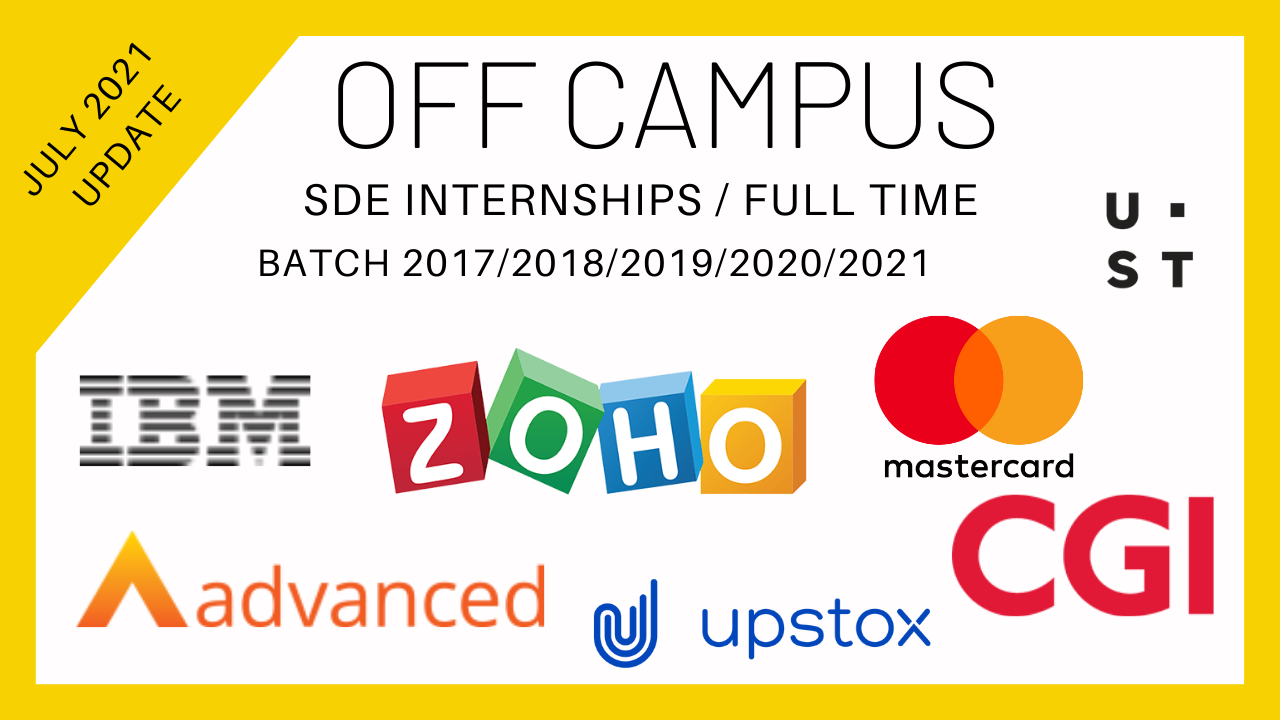 JULY 2021
UPDATE
OFF CAMPUS
SDE INTERNSHIPS / FULL TIME
BATCH 2017/2018/2019/2020/2021
U·
ST
IBM
ZOHO
mastercard
CGI
advanced
upstox